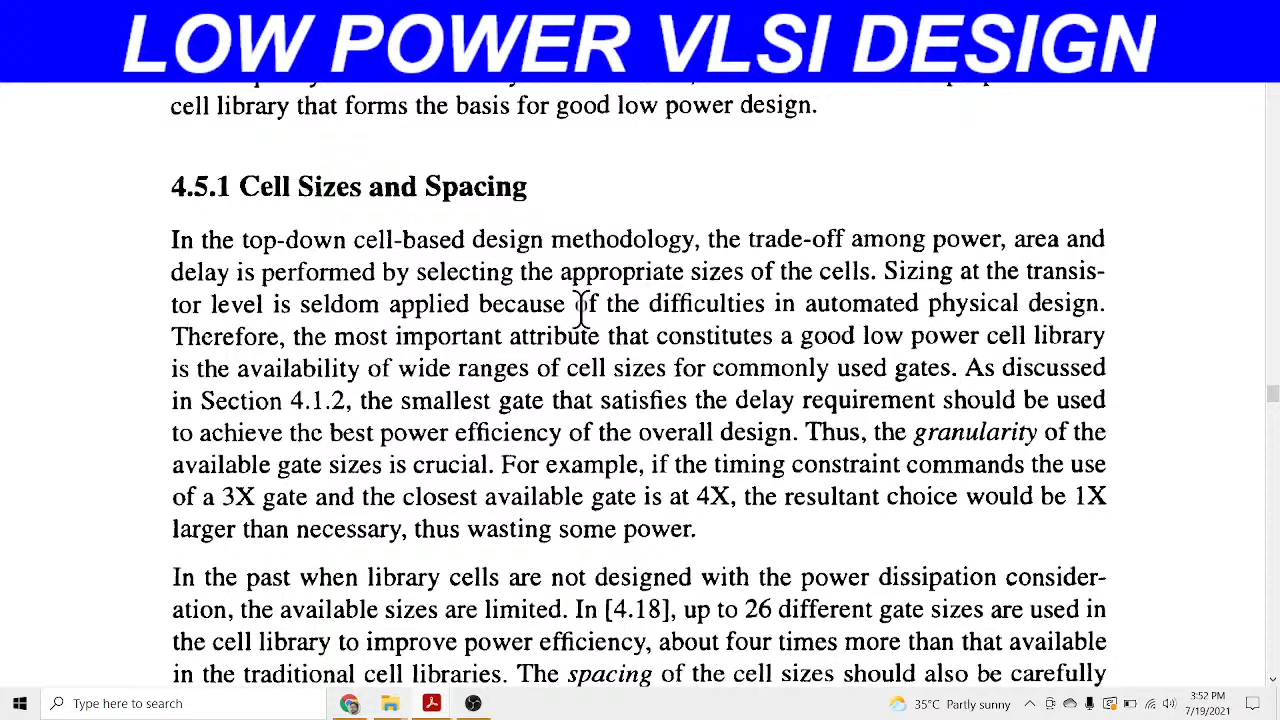 LOW POWER VLSI DESIGN
cell library that forms the basis for good low power design.
4.5.1 Cell Sizes and Spacing
In the top-down cell-based design methodology, the trade-off among power, area and
delay is performed by selecting the appropriate sizes of the cells. Sizing at the transis-
tor level is seldom applied because of the difficulties in automated physical design.
Therefore, the most important attribute that constitutes a good low power cell library
is the availability of wide ranges of cell sizes for commonly used gates. As discussed
in Section 4.1.2, the smallest gate that satisfies the delay requirement should be used
to achieve the best power efficiency of the overall design. Thus, the granularity of the
available gate sizes is crucial. For example, if the timing constraint commands the use
of a 3X gate and the closest available gate is at 4X, the resultant choice would be 1X
larger than necessary, thus wasting some power.
In the past when library cells are not designed with the power dissipation consider-
ation, the available sizes are limited. In [4.18], up to 26 different gate sizes are used in
the cell library to improve power efficiency, about four times more than that available
in the traditional cell libraries. The spacing of the cell sizes should also be carefully
Type here to search
35°C Partly sunny
3:52 PM
7/19/2021